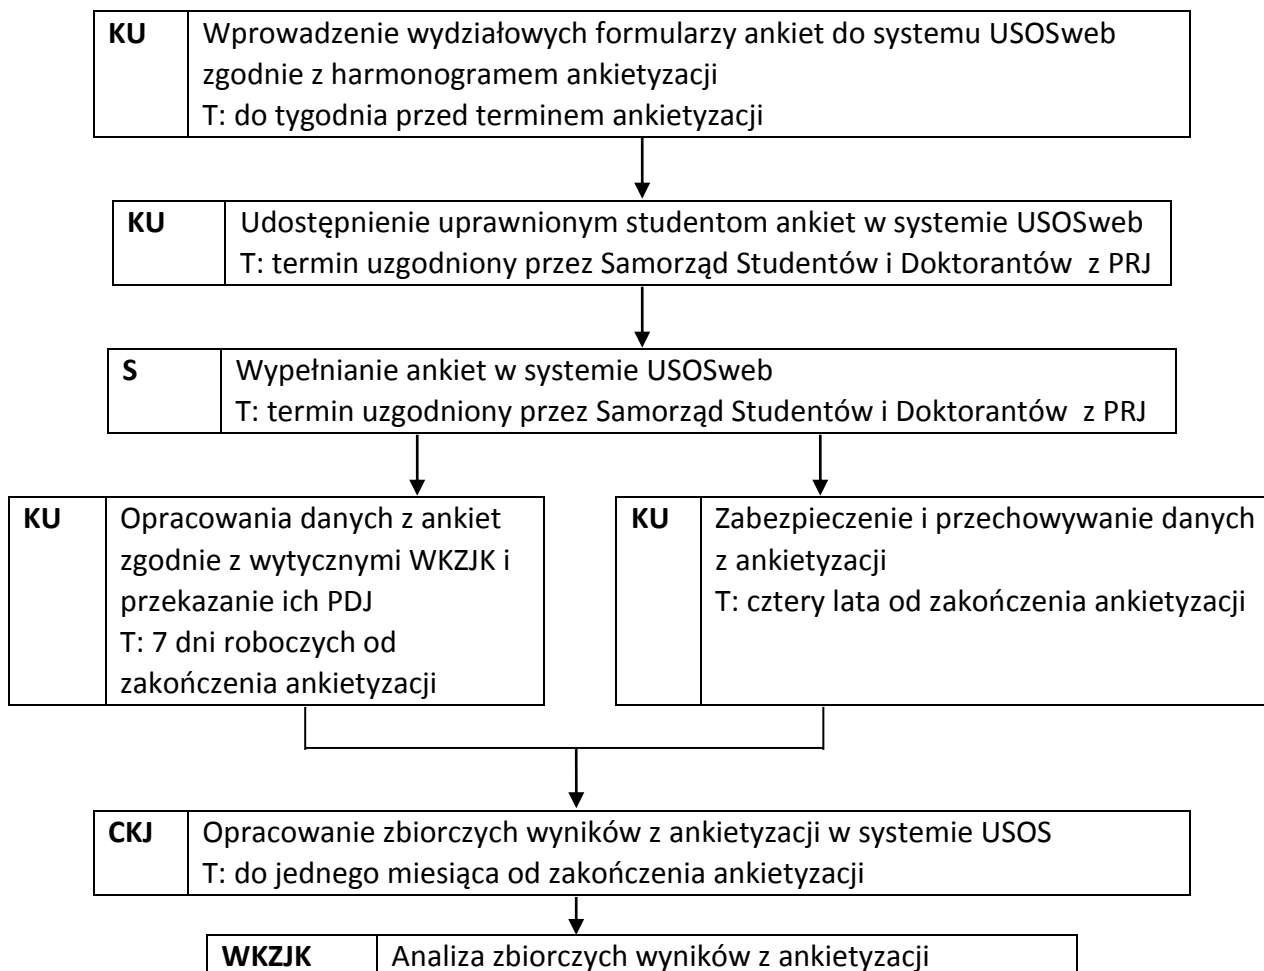 KU Wprowadzenie wydziałowych formularzy ankiet do systemu USOSweb
zgodnie z harmonogramem ankietyzacji
T: do tygodnia przed terminem ankietyzacji
KU Udostępnienie uprawnionym studentom ankiet w systemie USOSweb
T: termin uzgodniony przez Samorząd Studentów i Doktorantów z PRJ
S Wypełnianie ankiet w systemie USOSweb
T: termin uzgodniony przez Samorząd Studentów i Doktorantów z PRJ
KU Opracowania danych z ankiet
zgodnie z wytycznymi WKZJK i
przekazanie ich PDJ
T: 7 dni roboczych od
zakończenia ankietyzacji
KU Zabezpieczenie i przechowywanie danych
z ankietyzacji
T: cztery lata od zakończenia ankietyzacji
CKJ Opracowanie zbiorczych wyników z ankietyzacji w systemie USOS
T: do jednego miesiąca od zakończenia ankietyzacji
WKZJK Analiza zbiorczych wyników z ankietyzacji